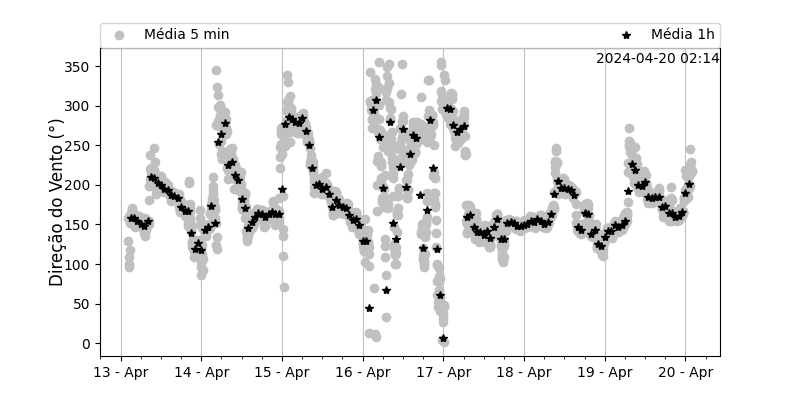 Média 5 min
Média 1h
2024-04-20 02:14
Direção do Vento (°)
350
300
250
200
150
100
50
0
13 - Apr
14 - Apr
15 - Apr
16 - Apr
17 - Apr
18 - Apr
19 - Apr
20 - Apr